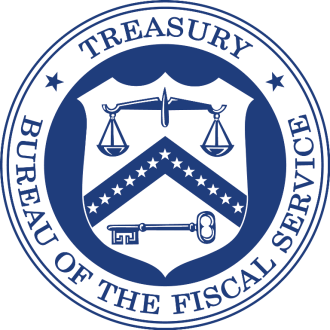 TREASURY
BUREAU OF THE FISCAL SERVICE